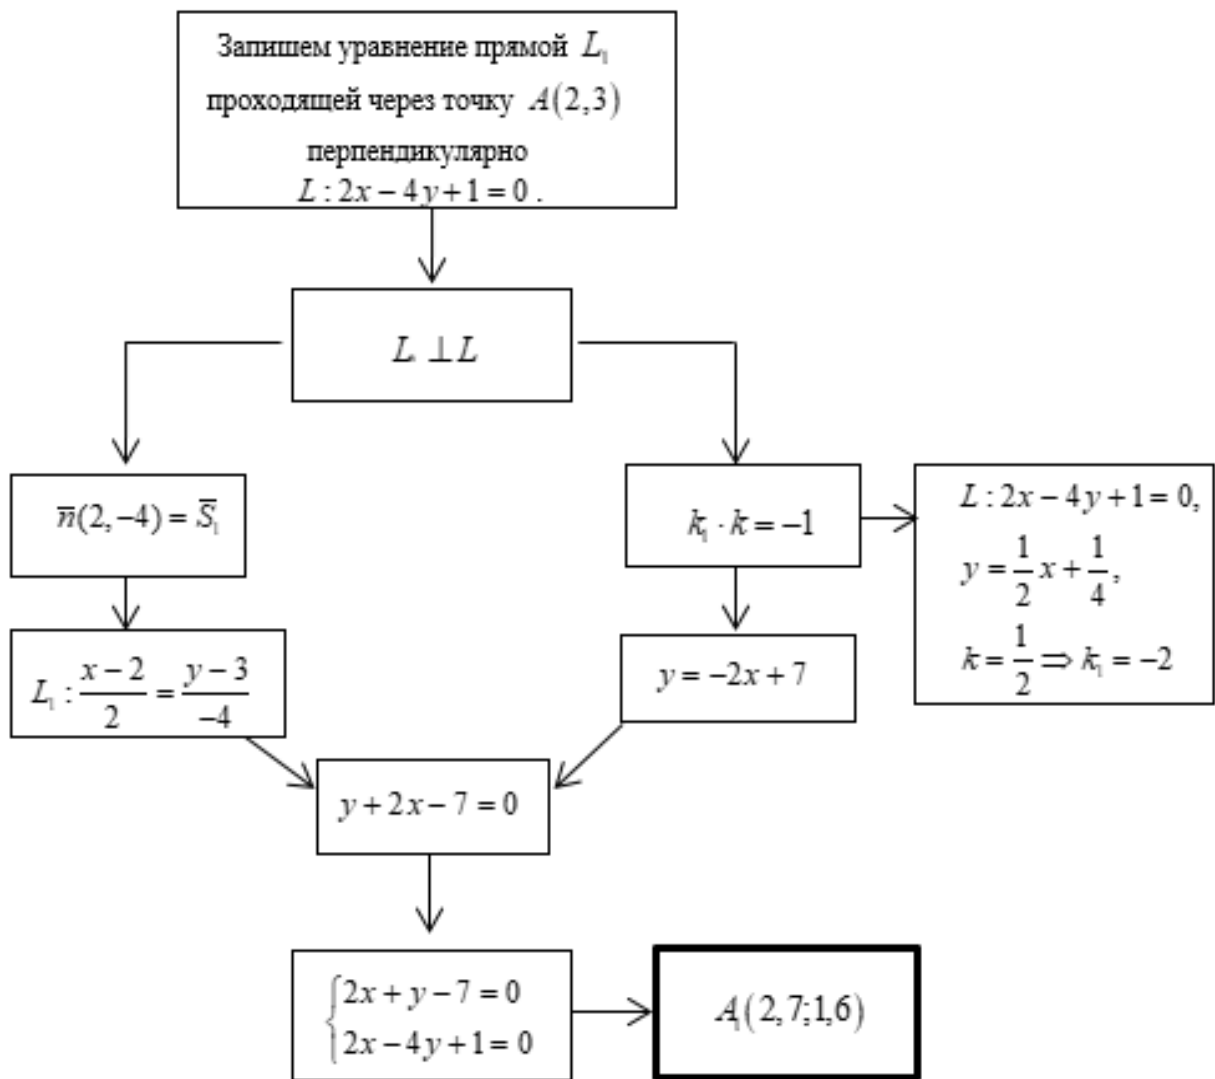 Запишем уравнение прямой L₁
проходящей через точку A(2,3)
перпендикулярно
L : 2x − 4y + 1 = 0 .
L₁ ⊥ L
n̅(2, −4) = S̅₁
k₁ · k = −1
L : 2x − 4y + 1 = 0,
y = 1/2 x + 1/4,
k = 1/2 ⇒ k₁ = −2
L₁ : (x − 2)/2 = (y − 3)/−4
y = −2x + 7
y + 2x − 7 = 0
{2x + y − 7 = 0
2x − 4y + 1 = 0
A₁(2,7;1,6)